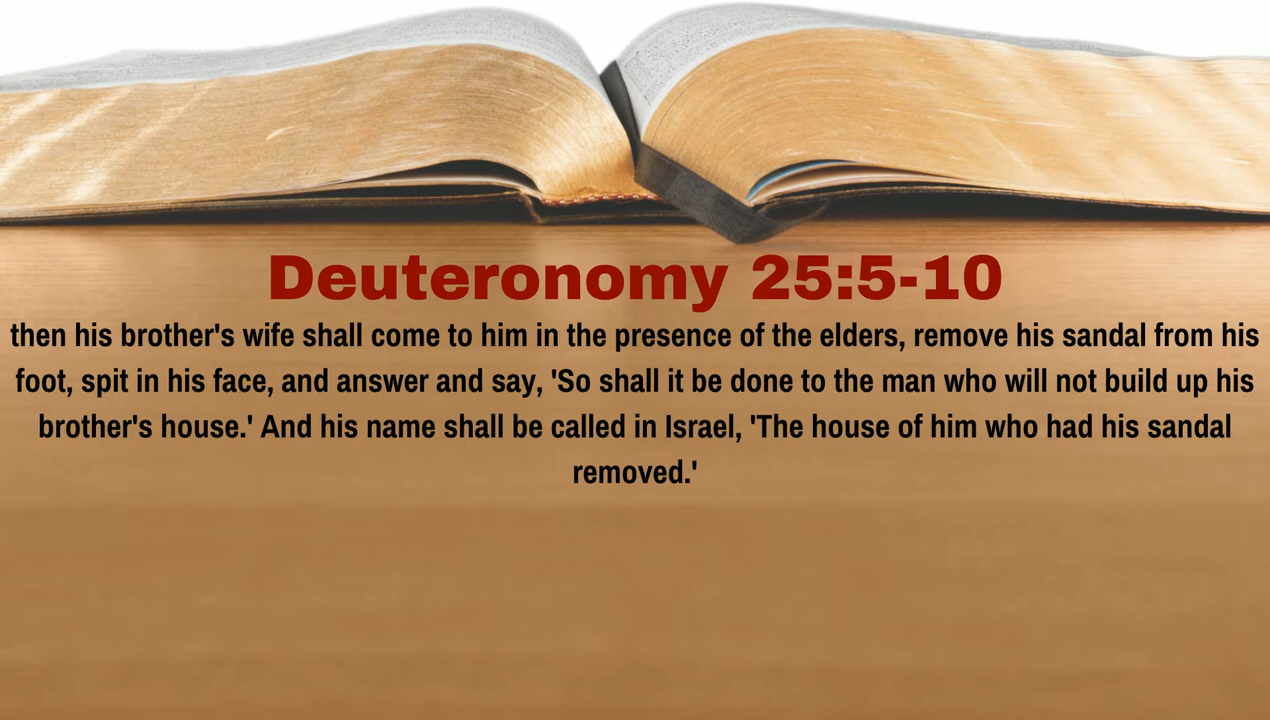 Deuteronomy 25:5-10
then his brother's wife shall come to him in the presence of the elders, remove his sandal from his
foot, spit in his face, and answer and say, 'So shall it be done to the man who will not build up his
brother's house.' And his name shall be called in Israel, 'The house of him who had his sandal
removed.'